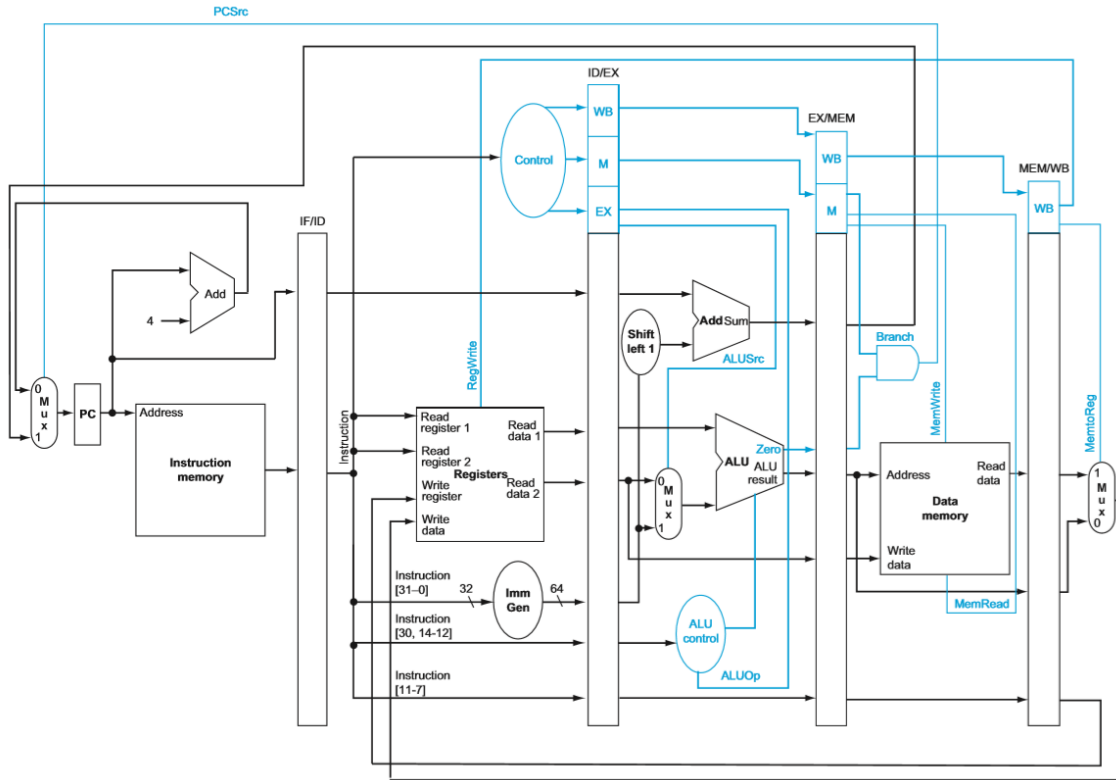 PCSrc
ID/EX
WB
M
EX
Control
EX/MEM
WB
M
MEM/WB
WB
IF/ID
Add
4
0
M
u
x
1
PC
Address
Instruction
memory
Instruction
RegWrite
Read
register 1
Read
register 2
Registers
Write
register
Write
data
Read
data 1
Read
data 2
Instruction
[31–0]
32
Imm
Gen
64
Instruction
[30, 14-12]
Instruction
[11-7]
Shift
left 1
Add Sum
ALUSrc
0
M
u
x
1
ALU
Zero
ALU
result
ALU
control
ALUOp
Branch
MemWrite
Address
Read
data
Data
memory
Write
data
MemRead
MemtoReg
1
M
u
x
0